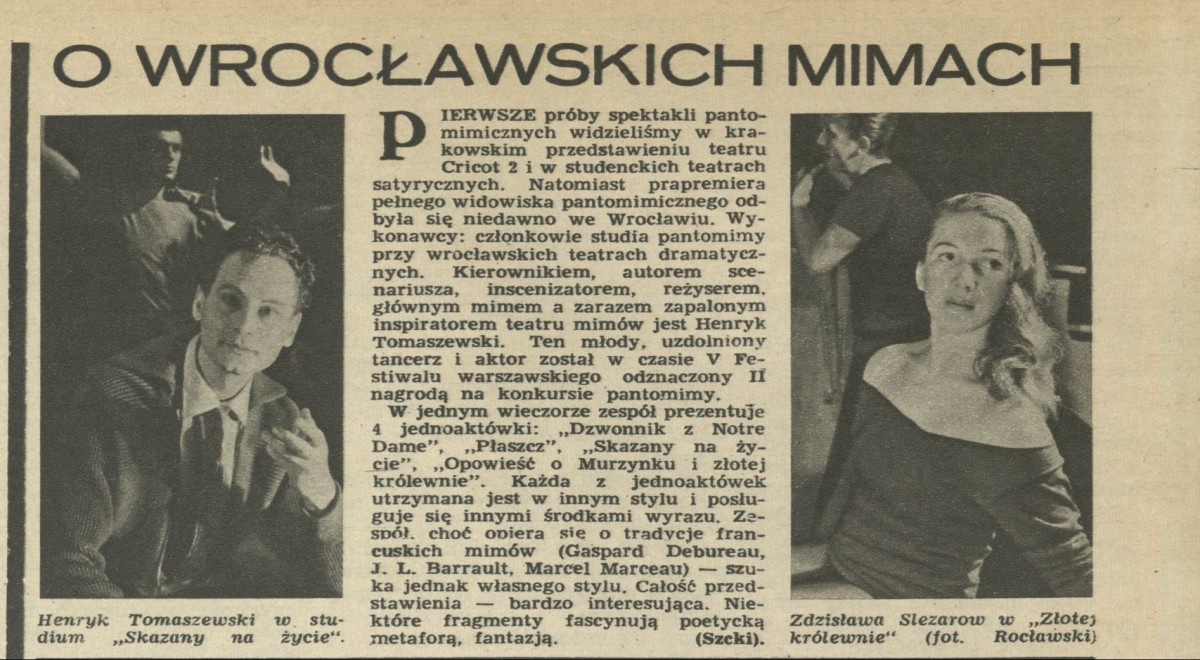 O WROCŁAWSKICH MIMACH
PIERWSZE próby spektakli panto-
mimicznych widzieliśmy w kra-
kowskim przedstawieniu teatru
Cricot 2 i w studenckich teatrach
satyrycznych. Natomiast prapremiera
pełnego widowiska pantomimicznego od-
była się niedawno we Wrocławiu. Wy-
konawcy: członkowie studia pantomimy
przy wrocławskich teatrach dramatycz-
nych. Kierownikiem, autorem sce-
nariusza, inscenizatorem, reżyserem,
głównym mimem a zarazem zapalonym
inspiratorem teatru mimów jest Henryk
Tomaszewski. Ten młody, uzdolniony
tancerz i aktor został w czasie V Fe-
stiwalu warszawskiego odznaczony II
nagrodą na konkursie pantomimy.
W jednym wieczorze zespół prezentuje
4 jednoaktówki: „Dzwonnik z Notre
Dame”, „Płaszcz”, „Skazany na ży-
cie”, „Opowieść o Murzynku i złotej
królewnie”. Każda z jednoaktówek
utrzymana jest w innym stylu i posłu-
guje się innymi środkami wyrazu. Ze-
spół, choć opiera się o tradycje fran-
cuskich mimów (Gaspard Debureau,
J. L. Barrault, Marcel Marceau) — szu-
ka jednak własnego stylu. Całość przed-
stawienia — bardzo interesująca. Nie-
które fragmenty fascynują poetycką
metaforą, fantazją. (Szcki).
Henryk Tomaszewski w stu-
dium „Skazany na życie”.
Zdzisława Slezarow w „Złotej
królewnie“ (fot. Rocławski)